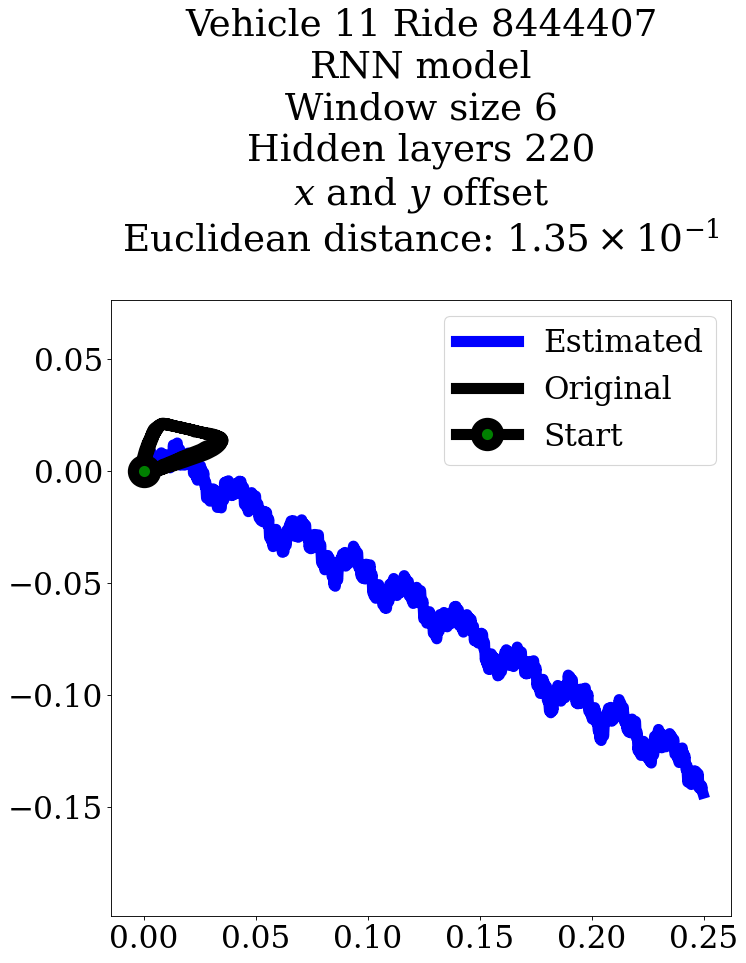 Vehicle 11 Ride 8444407
RNN model
Window size 6
Hidden layers 220
x and y offset
Euclidean distance: 1.35 × 10⁻¹
Estimated
Original
Start
0.05
0.00
−0.05
−0.10
−0.15
0.00 0.05 0.10 0.15 0.20 0.25